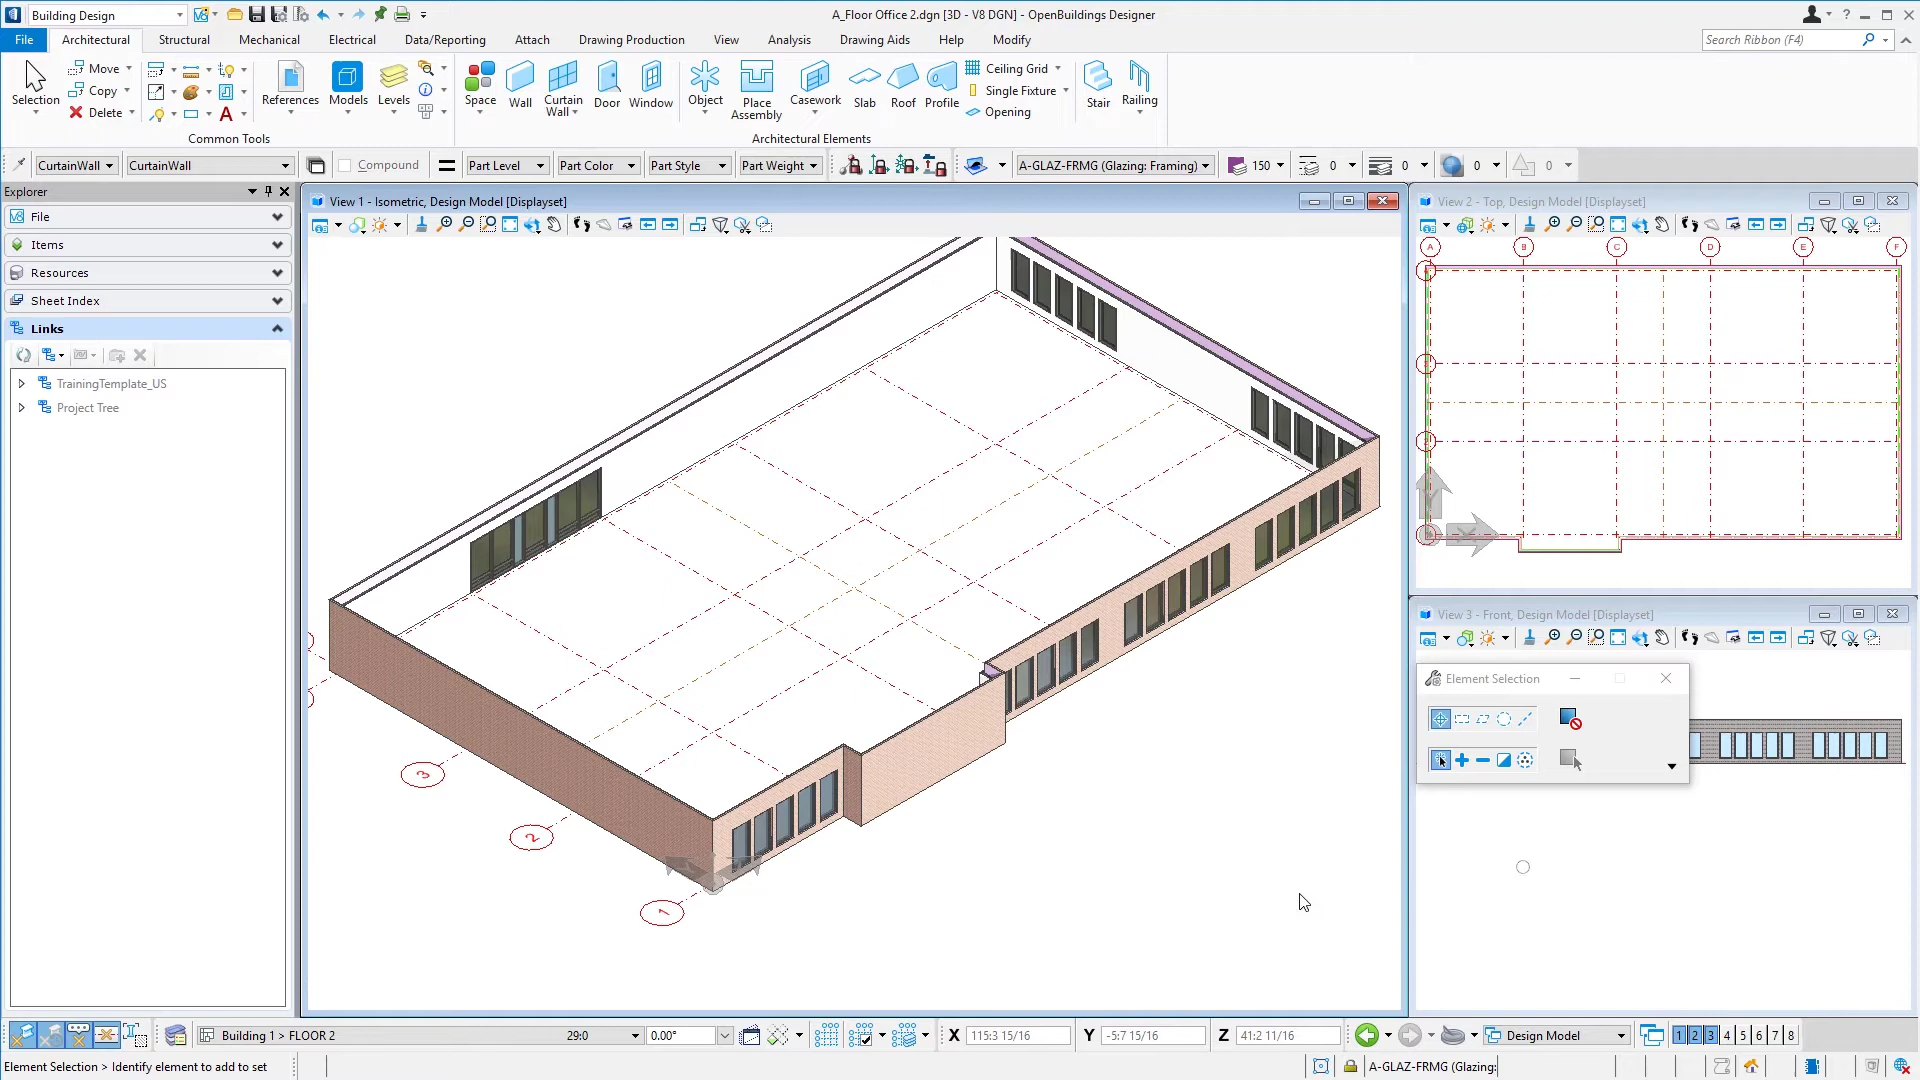 Building Design
A_Floor Office 2.dgn [3D - V8 DGN] - OpenBuildings Designer
File
Architectural
Structural
Mechanical
Electrical
Data/Reporting
Attach
Drawing Production
View
Analysis
Drawing Aids
Help
Modify
Search Ribbon (F4)
Selection
Move
Copy
Delete
References
Models
Levels
Common Tools
Space
Wall
Curtain Wall
Door
Window
Object
Place Assembly
Casework
Slab
Roof
Profile
Ceiling Grid
Single Fixture
Opening
Stair
Railing
Architectural Elements
CurtainWall
CurtainWall
Compound
Part Level
Part Color
Part Style
Part Weight
A-GLAZ-FRMG (Glazing: Framing)
150
0
0
0
0
Explorer
File
Items
Resources
Sheet Index
Links
TrainingTemplate_US
Project Tree
View 1 - Isometric, Design Model [Displayset]
3
2
1
View 2 - Top, Design Model [Displayset]
A B C D E F
View 3 - Front, Design Model [Displayset]
Element Selection
Building 1 > FLOOR 2
29:0
0.00°
X 115:3 15/16
Y -5:7 15/16
Z 41:2 11/16
Design Model
1 2 3 4 5 6 7 8
Element Selection > Identify element to add to set
A-GLAZ-FRMG (Glazing: